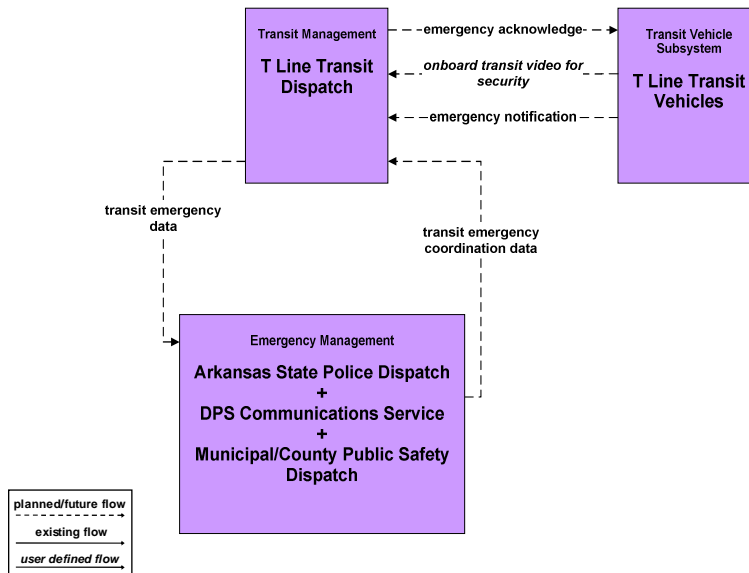 Transit Management
T Line Transit
Dispatch
emergency acknowledge
onboard transit video for
security
emergency notification
Transit Vehicle
Subsystem
T Line Transit
Vehicles
transit emergency
data
transit emergency
coordination data
Emergency Management
Arkansas State Police Dispatch
+
DPS Communications Service
+
Municipal/County Public Safety
Dispatch
planned/future flow
existing flow
user defined flow